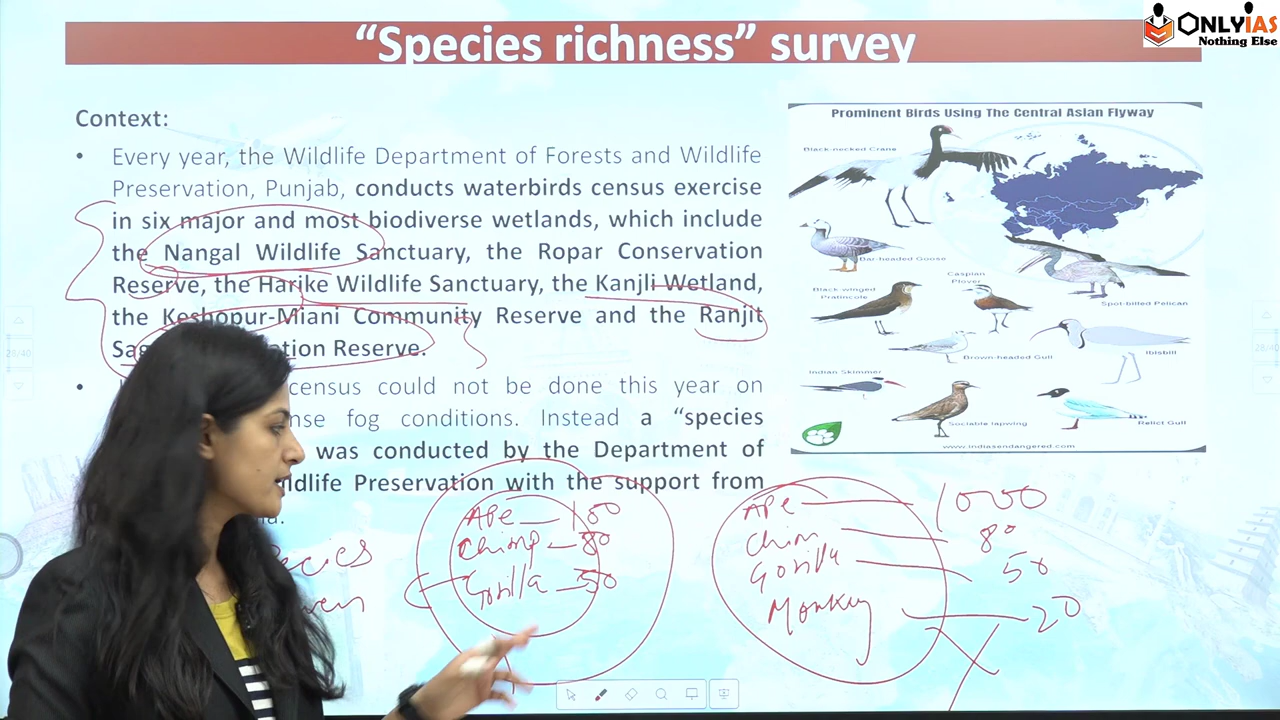 ONLYIAS
Nothing Else
“Species richness” survey
Context:
• Every year, the Wildlife Department of Forests and Wildlife
Preservation, Punjab, conducts waterbirds census exercise
in six major and most biodiverse wetlands, which include
the Nangal Wildlife Sanctuary, the Ropar Conservation
Reserve, the Harike Wildlife Sanctuary, the Kanjli Wetland,
the Keshopur-Miani Community Reserve and the Ranjit
Reserve.
census could not be done this year on
fog conditions. Instead a “species
was conducted by the Department of
Preservation with the support from
Prominent Birds Using The Central Asian Flyway
Black-necked Crane
Bar-headed Goose
Caspian
Plover
Black-winged
Pratincole
Spot-billed Pelican
Brown-headed Gull
Ibisbill
Indian Skimmer
Sociable lapwing
Relict Gull
www.indiasendangered.com
APe — 100
Chimp — 80
Gorilla — 50
APe — 1000
Chim 80
Gorilla 50
Monkey 20
28/40
28/40